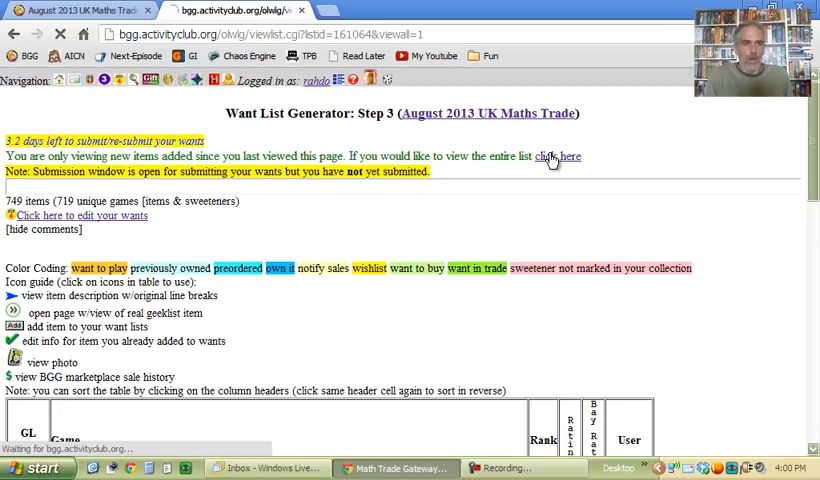 August 2013 UK Maths Trade
bgg.activityclub.org/olwlg/vi
bgg.activityclub.org/olwlg/viewlist.cgi?listid=161064&viewall=1
BGG AICN Next-Episode GI Chaos Engine TPB Read Later My Youtube Fun
Navigation: Logged in as: rahdo
Want List Generator: Step 3 (August 2013 UK Maths Trade)
3.2 days left to submit/re-submit your wants
You are only viewing new items added since you last viewed this page. If you would like to view the entire list click here
Note: Submission window is open for submitting your wants but you have not yet submitted.
749 items (719 unique games [items & sweeteners)
Click here to edit your wants
[hide comments]
Color Coding: want to play previously owned preordered own it notify sales wishlist want to buy want in trade sweetener not marked in your collection
Icon guide (click on icons in table to use):
view item description w/original line breaks
open page w/view of real geeklist item
Add add item to your want lists
edit info for item you already added to wants
view photo
$ view BGG marketplace sale history
Note: you can sort the table by clicking on the column headers (click same header cell again to sort in reverse)
GL Game Rank Ratin Bay Rat User
Waiting for bgg.activityclub.org...
start Inbox - Windows Live... Math Trade Gateway... Recording... Desktop 4:00 PM